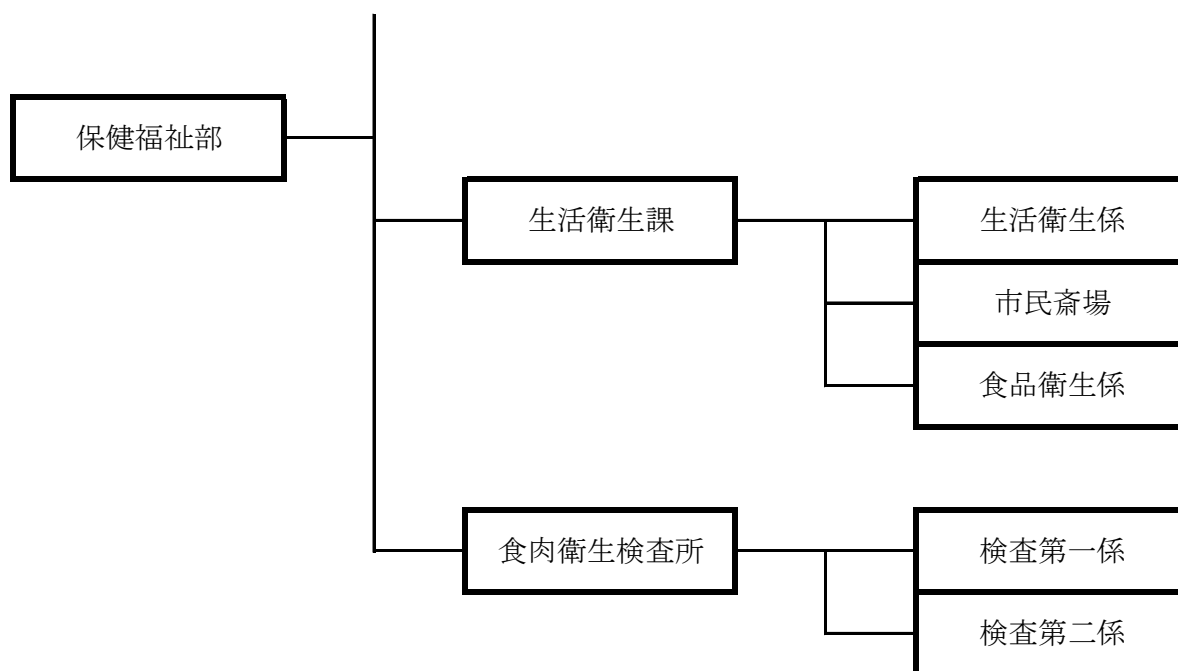 保健福祉部
生活衛生課
生活衛生係
市民斎場
食品衛生係
食肉衛生検査所
検査第一係
検査第二係